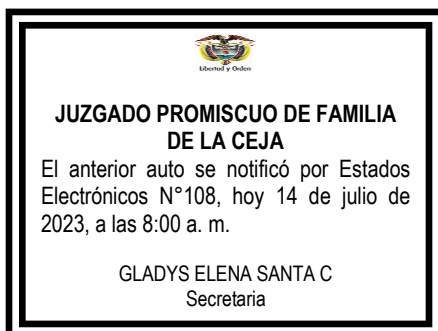 Libertad y Orden
JUZGADO PROMISCUO DE FAMILIA
DE LA CEJA
El anterior auto se notificó por Estados
Electrónicos N°108, hoy 14 de julio de
2023, a las 8:00 a. m.
GLADYS ELENA SANTA C
Secretaria